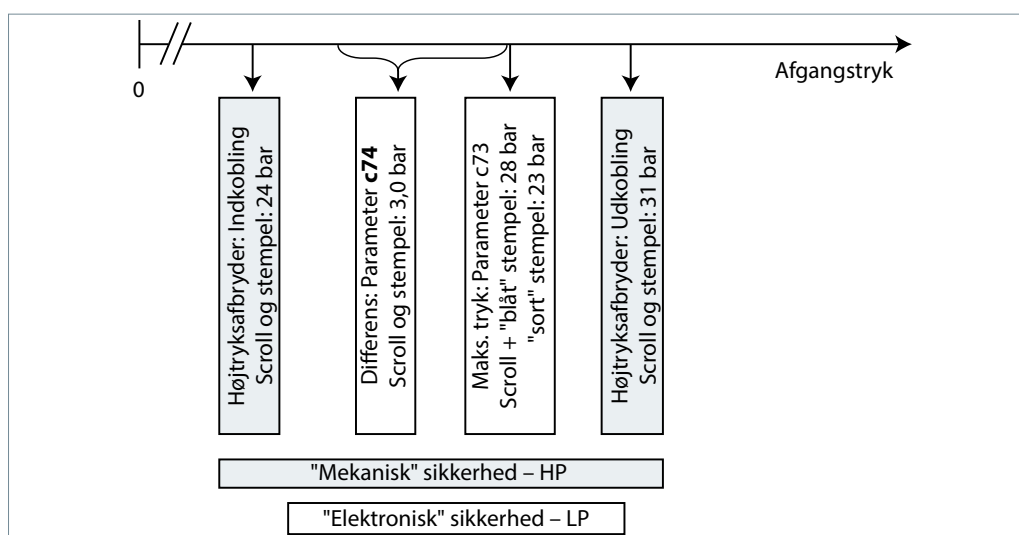 0
Afgangstryk
Højtryksafbryder: Indkobling
Scroll og stempel: 24 bar
Differens: Parameter c74
Scroll og stempel: 3,0 bar
Maks. tryk: Parameter c73
Scroll + "blåt" stempel: 28 bar
"sort" stempel: 23 bar
Højtryksafbryder: Udkobling
Scroll og stempel: 31 bar
"Mekanisk" sikkerhed – HP
"Elektronisk" sikkerhed – LP